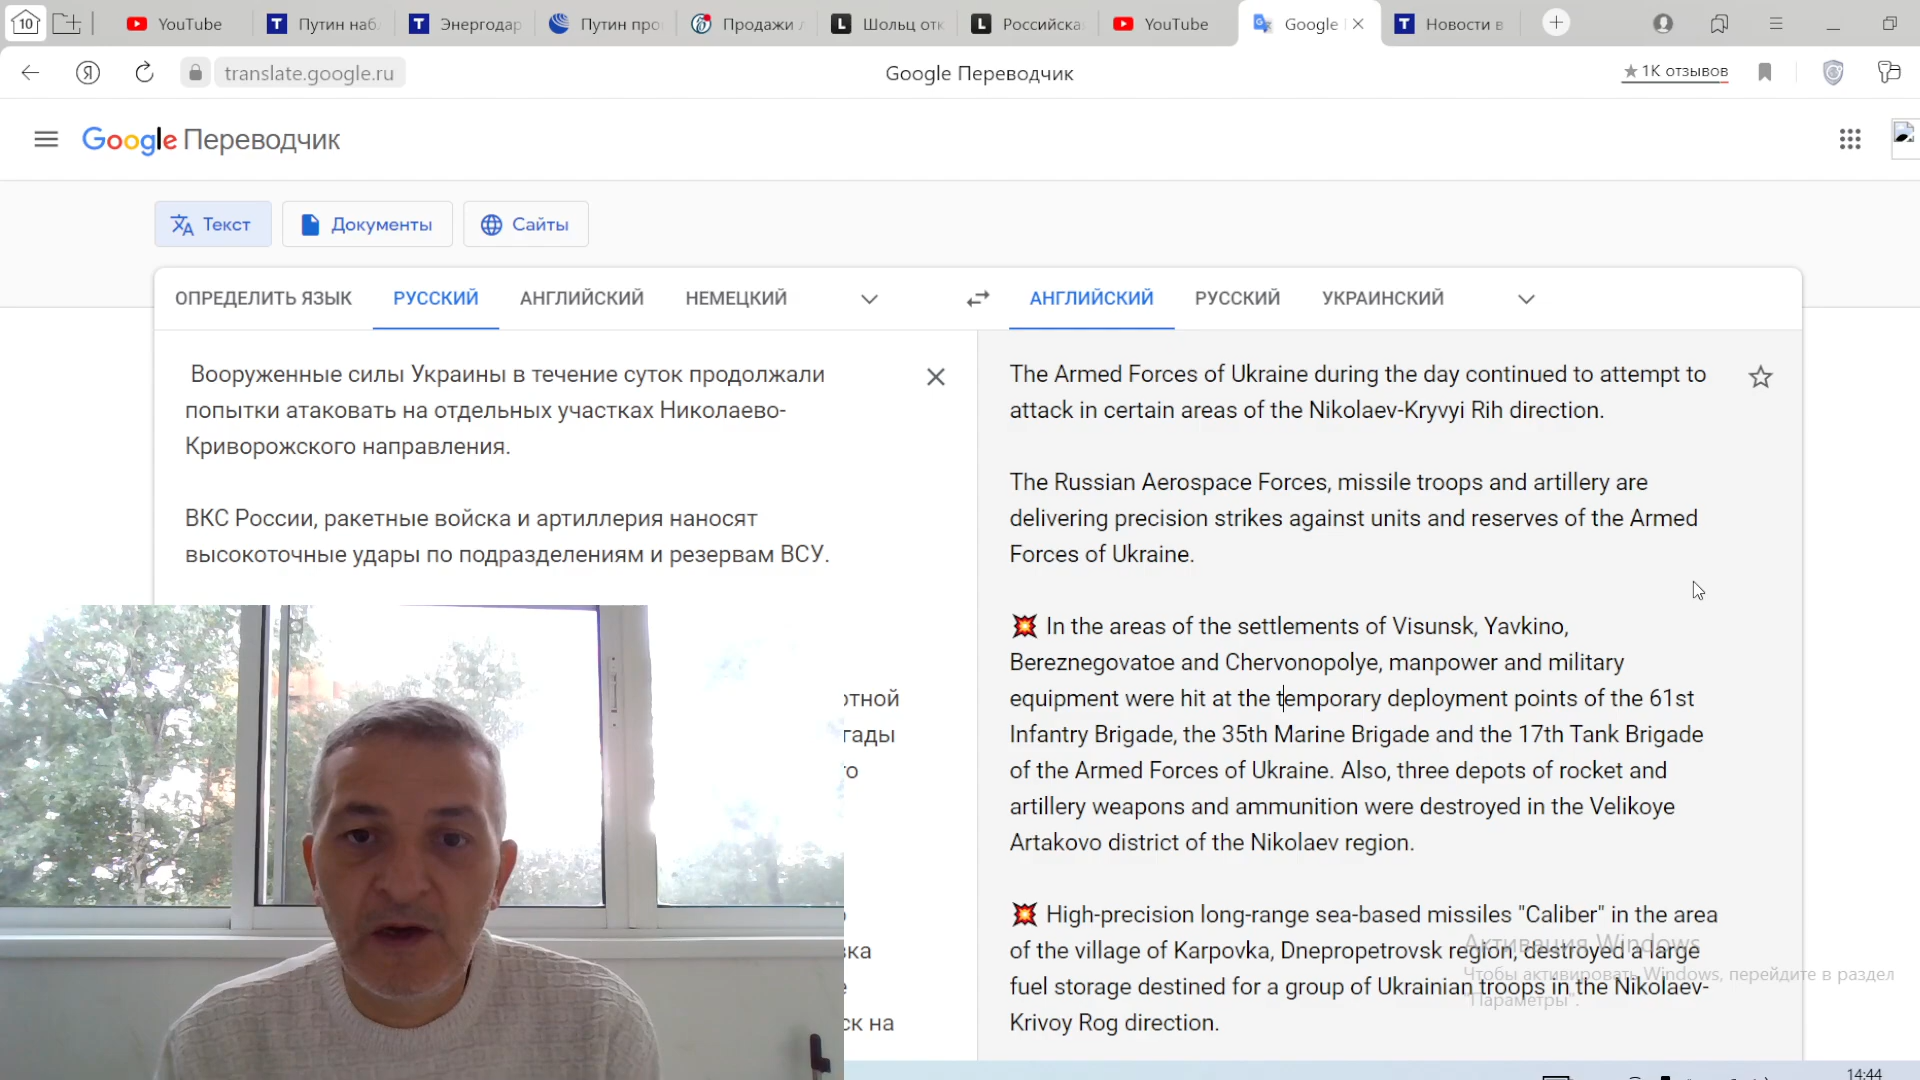 10
YouTube
Путин наб
Энергодар
Путин про
Продажи
Шольц отк
Российска
YouTube
Google
Новости в
translate.google.ru
Google Переводчик
1К отзывов
Google Переводчик
Текст
Документы
Сайты
ОПРЕДЕЛИТЬ ЯЗЫК
РУССКИЙ
АНГЛИЙСКИЙ
НЕМЕЦКИЙ
АНГЛИЙСКИЙ
РУССКИЙ
УКРАИНСКИЙ
Вооруженные силы Украины в течение суток продолжали
попытки атаковать на отдельных участках Николаево-
Криворожского направления.
ВКС России, ракетные войска и артиллерия наносят
высокоточные удары по подразделениям и резервам ВСУ.
отной
гады
ск на
The Armed Forces of Ukraine during the day continued to attempt to
attack in certain areas of the Nikolaev-Kryvyi Rih direction.
The Russian Aerospace Forces, missile troops and artillery are
delivering precision strikes against units and reserves of the Armed
Forces of Ukraine.
💥 In the areas of the settlements of Visunsk, Yavkino,
Bereznegovatoe and Chervonopolye, manpower and military
equipment were hit at the temporary deployment points of the 61st
Infantry Brigade, the 35th Marine Brigade and the 17th Tank Brigade
of the Armed Forces of Ukraine. Also, three depots of rocket and
artillery weapons and ammunition were destroyed in the Velikoye
Artakovo district of the Nikolaev region.
💥 High-precision long-range sea-based missiles "Caliber" in the area
of the village of Karpovka, Dnepropetrovsk region, destroyed a large
fuel storage destined for a group of Ukrainian troops in the Nikolaev-
Krivoy Rog direction.
Активация Windows
Чтобы активировать Windows, перейдите в раздел
"Параметры".
14:44